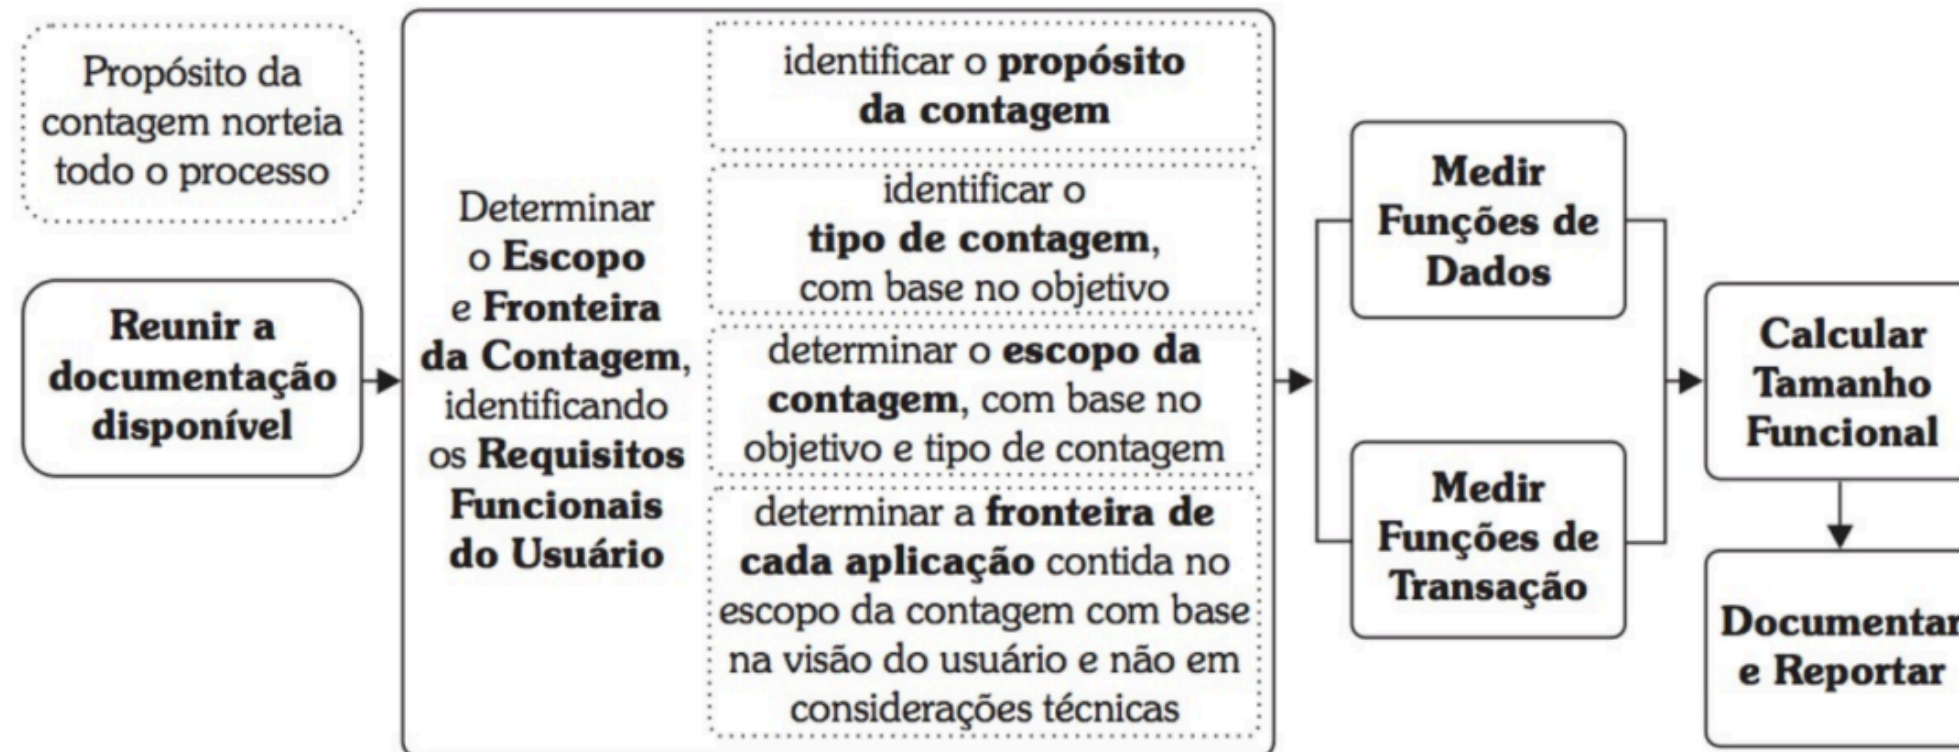 Propósito da
contagem norteia
todo o processo
Reunir a
documentação
disponível
Determinar
o Escopo
e Fronteira
da Contagem,
identificando
os Requisitos
Funcionais
do Usuário
identificar o propósito
da contagem
identificar o
tipo de contagem,
com base no objetivo
determinar o escopo da
contagem, com base no
objetivo e tipo de contagem
determinar a fronteira de
cada aplicação contida no
escopo da contagem com base
na visão do usuário e não em
considerações técnicas
Medir
Funções de
Dados
Medir
Funções de
Transação
Calcular
Tamanho
Funcional
Documentar
e Reportar